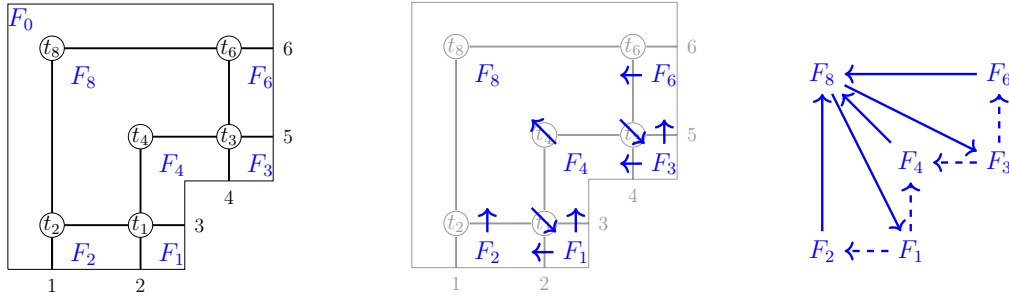 F₀
t₈ t₆ 6
F₈ F₆
t₄ t₃ 5
F₄ F₃
4
t₂ t₁ 3
F₂ F₁
1 2
t₈ t₆ 6
F₈ F₆
5
F₄ F₃
4
t₂ 3
F₂ F₁
1 2
F₈ F₆
F₄ F₃
F₂ F₁